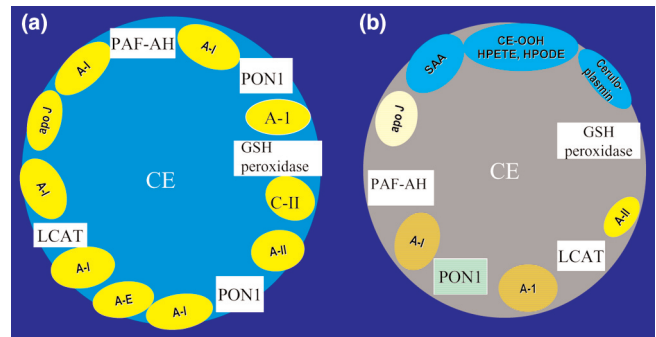 (a)
PAF-AH
A-I
A-I
PON1
apo J
A-1
GSH
peroxidase
CE
A-I
C-II
LCAT
A-II
A-I
PON1
A-E
A-I
(b)
CE-OOH
HPETE, HPODE
SAA
Cerulo-
plasmin
apo J
GSH
peroxidase
PAF-AH
CE
A-II
A-I
LCAT
PON1
A-1